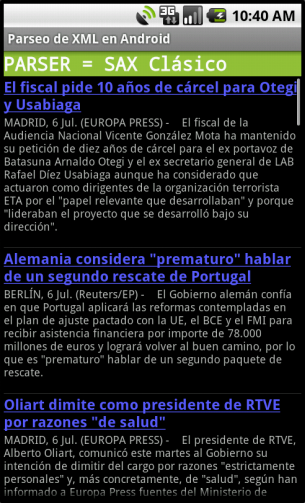 3G 10:40 AM
Parseo de XML en Android
PARSER = SAX Clásico
El fiscal pide 10 años de cárcel para Otegi
y Usabiaga
MADRID, 6 Jul. (EUROPA PRESS) - El fiscal de la
Audiencia Nacional Vicente González Mota ha mantenido
su petición de diez años de cárcel para el ex portavoz de
Batasuna Arnaldo Otegi y el ex secretario general de LAB
Rafael Díez Usabiaga aunque ha considerado que
actuaron como dirigentes de la organización terrorista
ETA por el "papel relevante que desarrollaban" y porque
"lideraban el proyecto que se desarrolló bajo su
dirección".
Alemania considera "prematuro" hablar
de un segundo rescate de Portugal
BERLÍN, 6 Jul. (Reuters/EP) - El Gobierno alemán confía
en que Portugal aplicará las reformas contempladas en
el plan de ajuste pactado con la UE, el BCE y el FMI para
recibir asistencia financiera por importe de 78.000
millones de euros y logrará volver al buen camino, por lo
que es "prematuro" hablar de un segundo paquete de
rescate.
Oliart dimite como presidente de RTVE
por razones "de salud"
MADRID, 6 Jul. (EUROPA PRESS) - El presidente de RTVE,
Alberto Oliart, comunicó este martes al Gobierno su
intención de dimitir del cargo por razones "estrictamente
personales" y, más concretamente, de "salud", según han
informado a Europa Press fuentes del Ministerio de